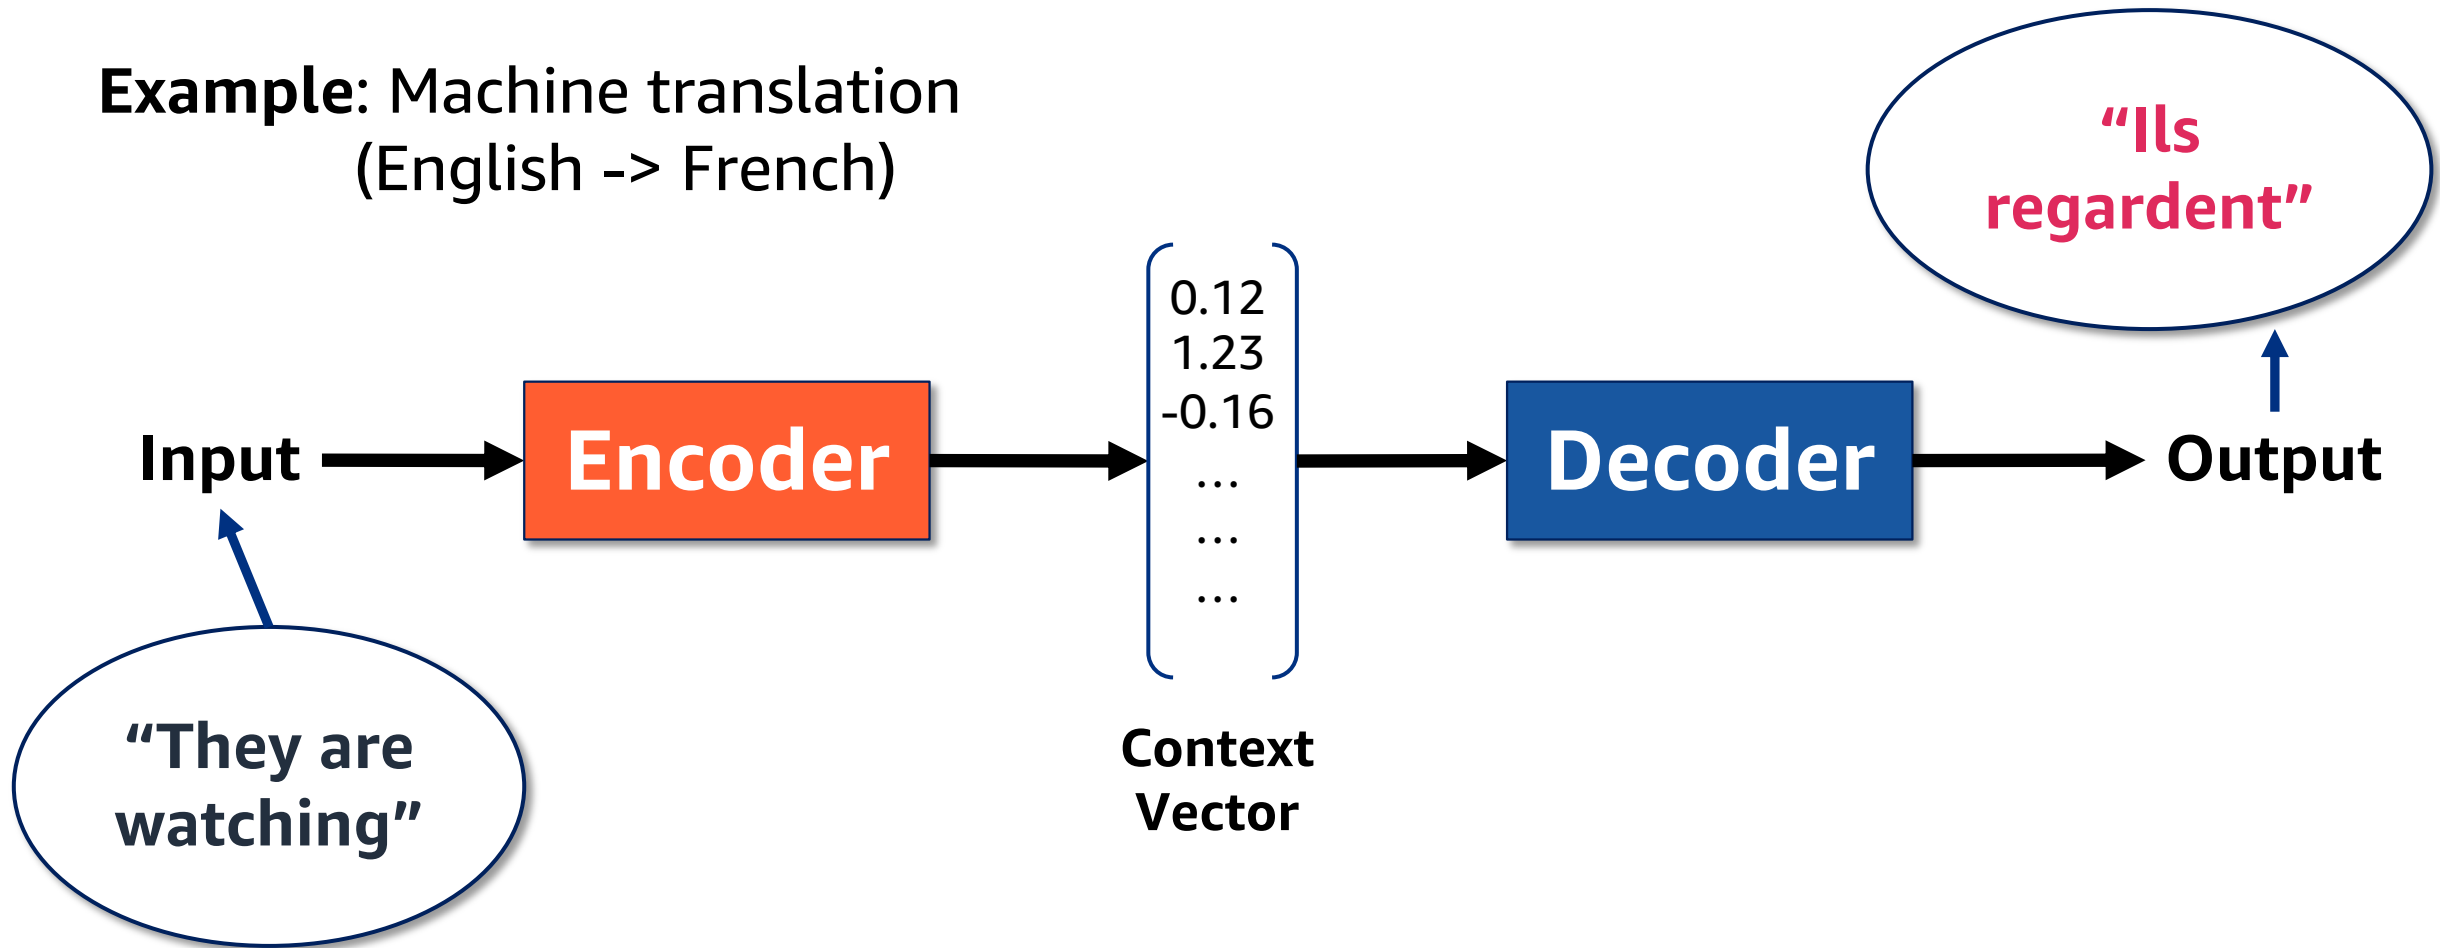 Example: Machine translation
(English -> French)
“Ils
regardent”
0.12
1.23
-0.16
...
...
...
Input
Encoder
Decoder
Output
Context
Vector
“They are
watching”